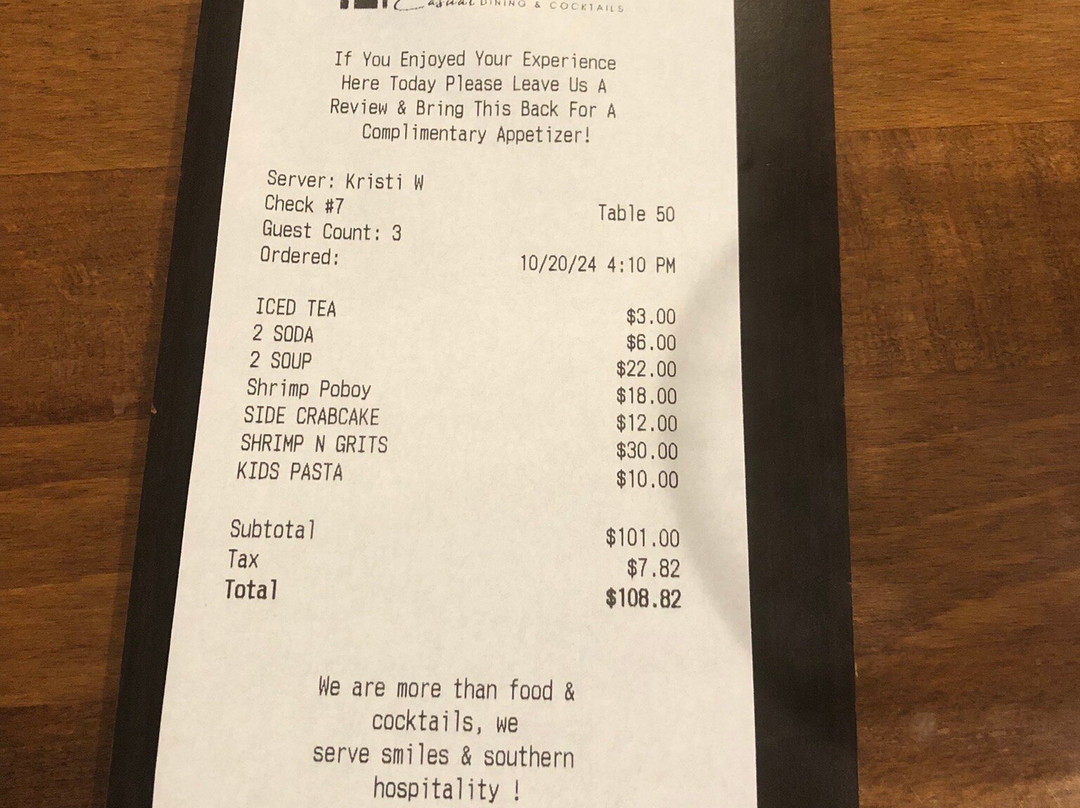 Casual DINING & COCKTAILS
If You Enjoyed Your Experience
Here Today Please Leave Us A
Review & Bring This Back For A
Complimentary Appetizer!
Server: Kristi W
Check #7 Table 50
Guest Count: 3
Ordered: 10/20/24 4:10 PM
ICED TEA $3.00
2 SODA $6.00
2 SOUP $22.00
Shrimp Poboy $18.00
SIDE CRABCAKE $12.00
SHRIMP N GRITS $30.00
KIDS PASTA $10.00
Subtotal $101.00
Tax $7.82
Total $108.82
We are more than food &
cocktails, we
serve smiles & southern
hospitality !